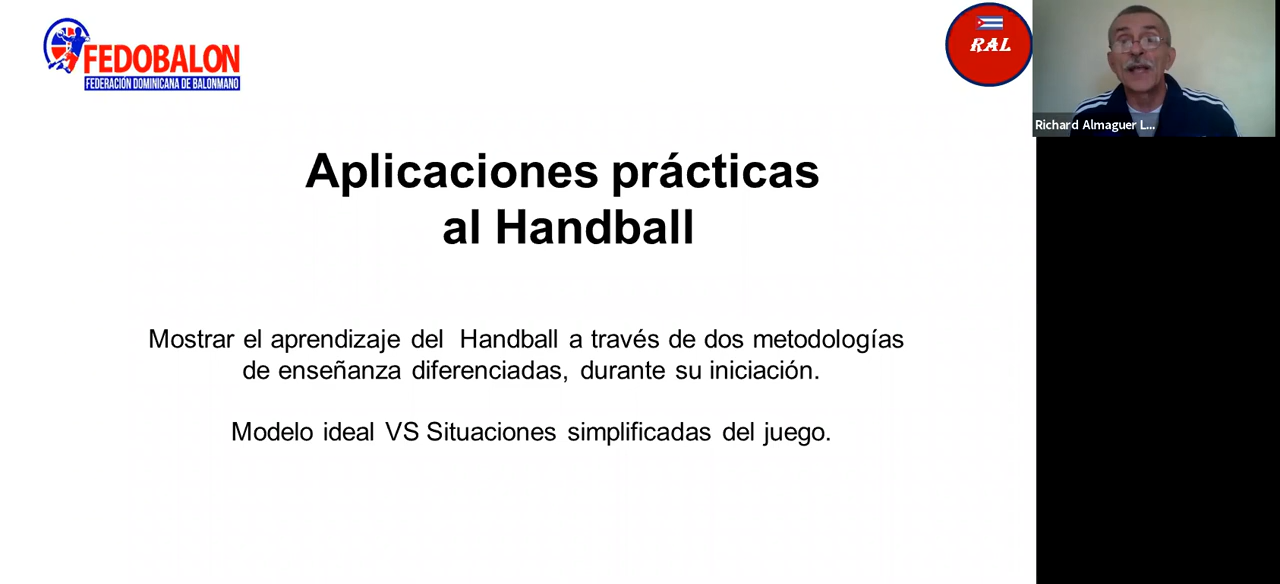 FEDOBALON
FEDERACIÓN DOMINICANA DE BALONMANO
RAL
Richard Almaguer L...
Aplicaciones prácticas
al Handball
Mostrar el aprendizaje del Handball a través de dos metodologías
de enseñanza diferenciadas, durante su iniciación.
Modelo ideal VS Situaciones simplificadas del juego.